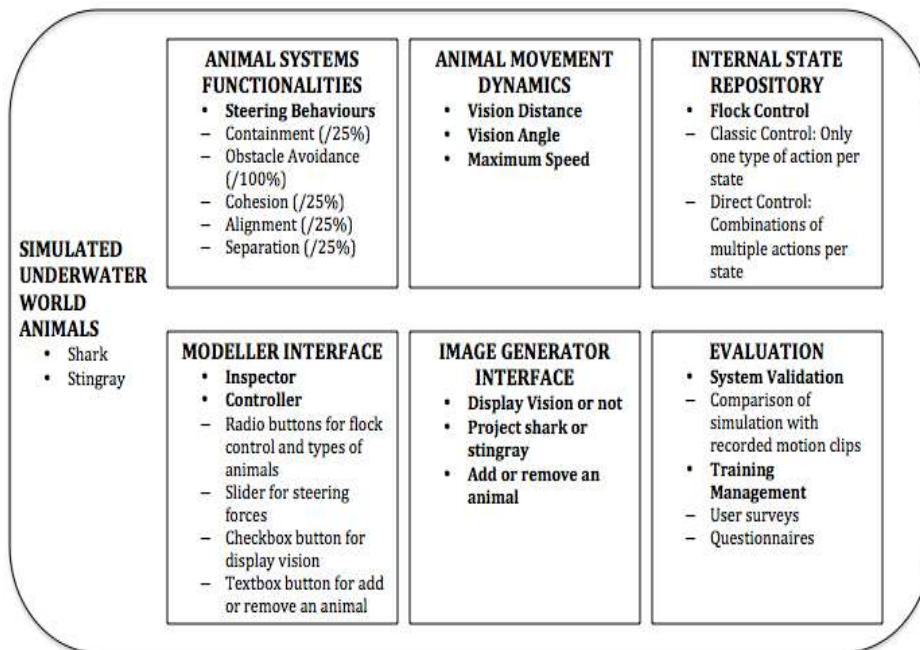 SIMULATED
UNDERWATER
WORLD
ANIMALS
• Shark
• Stingray
ANIMAL SYSTEMS
FUNCTIONALITIES
• Steering Behaviours
– Containment (/25%)
– Obstacle Avoidance
(/100%)
– Cohesion (/25%)
– Alignment (/25%)
– Separation (/25%)
ANIMAL MOVEMENT
DYNAMICS
• Vision Distance
• Vision Angle
• Maximum Speed
INTERNAL STATE
REPOSITORY
• Flock Control
– Classic Control: Only
one type of action per
state
– Direct Control:
Combinations of
multiple actions per
state
MODELLER INTERFACE
• Inspector
• Controller
– Radio buttons for flock
control and types of
animals
– Slider for steering
forces
– Checkbox button for
display vision
– Textbox button for add
or remove an animal
IMAGE GENERATOR
INTERFACE
• Display Vision or not
• Project shark or
stingray
• Add or remove an
animal
EVALUATION
• System Validation
– Comparison of
simulation with
recorded motion clips
• Training
Management
– User surveys
– Questionnaires